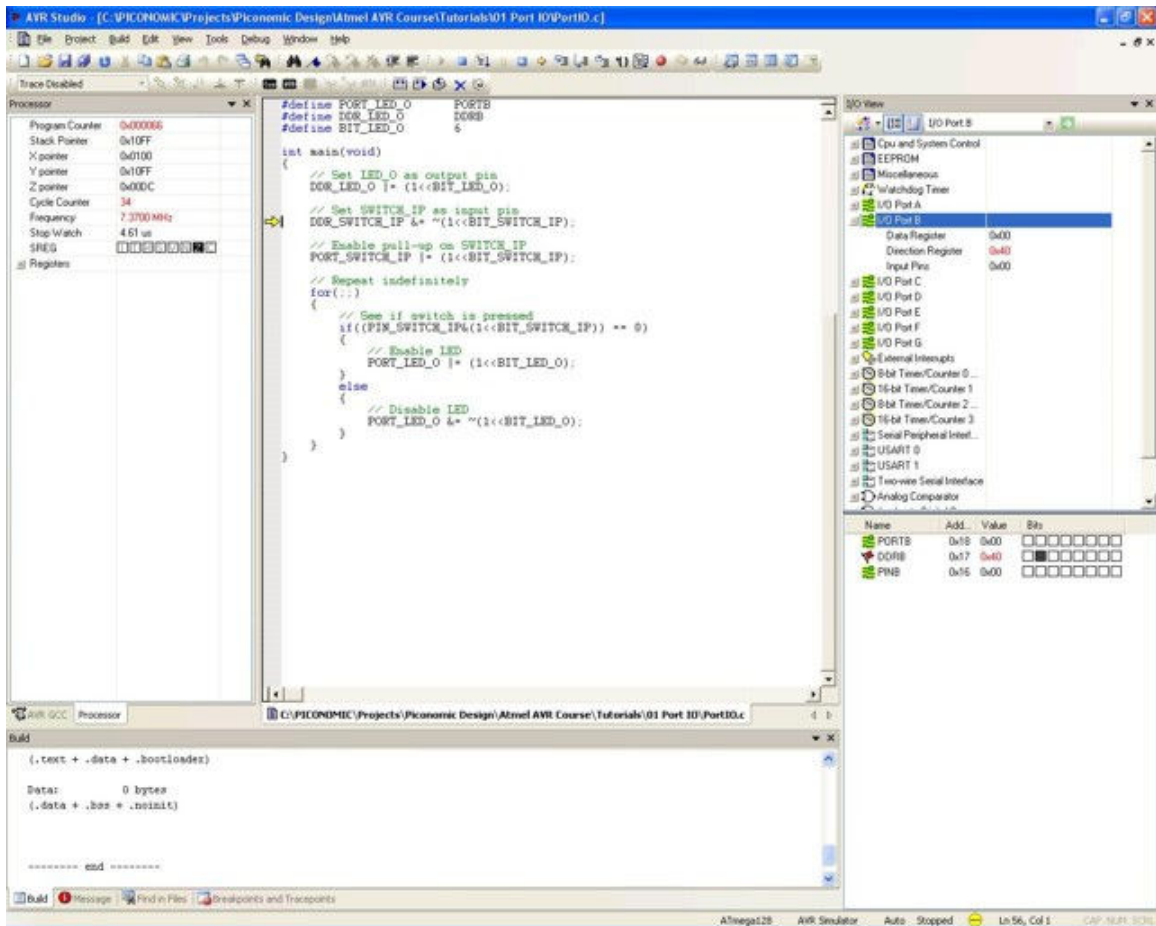 AVR Studio - [C:\PICONOMIC\Projects\Piconomic Design\Atmel AVR Course\Tutorials\01 Port IO\PortIO.c]
File Project Build Edit View Tools Debug Window Help
Trace Disabled
Processor
Program Counter 0x000066
Stack Pointer 0x10FF
X pointer 0x0100
Y pointer 0x10FF
Z pointer 0x00DC
Cycle Counter 34
Frequency 7.3700 MHz
Stop Watch 4.61 us
SREG
Registers
AVR GCC Processor
#define PORT_LED_O PORTB
#define DDR_LED_O DDRB
#define BIT_LED_O 6
int main(void)
{
// Set LED_O as output pin
DDR_LED_O |= (1<<BIT_LED_O);
// Set SWITCH_IP as input pin
DDR_SWITCH_IP &= ~(1<<BIT_SWITCH_IP);
// Enable pull-up on SWITCH_IP
PORT_SWITCH_IP |= (1<<BIT_SWITCH_IP);
// Repeat indefinitely
for(;;)
{
// See if switch is pressed
if((PIN_SWITCH_IP&(1<<BIT_SWITCH_IP)) == 0)
{
// Enable LED
PORT_LED_O |= (1<<BIT_LED_O);
}
else
{
// Disable LED
PORT_LED_O &= ~(1<<BIT_LED_O);
}
}
}
C:\PICONOMIC\Projects\Piconomic Design\Atmel AVR Course\Tutorials\01 Port IO\PortIO.c
I/O View
I/O Port B
Cpu and System Control
EEPROM
Miscellaneous
Watchdog Timer
I/O Port A
I/O Port B
Data Register 0x00
Direction Register 0x40
Input Pins 0x00
I/O Port C
I/O Port D
I/O Port E
I/O Port F
I/O Port G
External Interrupts
8-bit Timer/Counter 0 ...
16-bit Timer/Counter 1
8-bit Timer/Counter 2 ...
16-bit Timer/Counter 3
Serial Peripheral Interf...
USART 0
USART 1
Two-wire Serial Interface
Analog Comparator
Name Add... Value Bits
PORTB 0x18 0x00
DDRB 0x17 0x40
PINB 0x16 0x00
Build
(.text + .data + .bootloader)
Data: 0 bytes
(.data + .bss + .noinit)
-------- end --------
Build Message Find in Files Breakpoints and Tracepoints
ATmega128 AVR Simulator Auto Stopped Ln 56, Col 1 CAP NUM SCRL